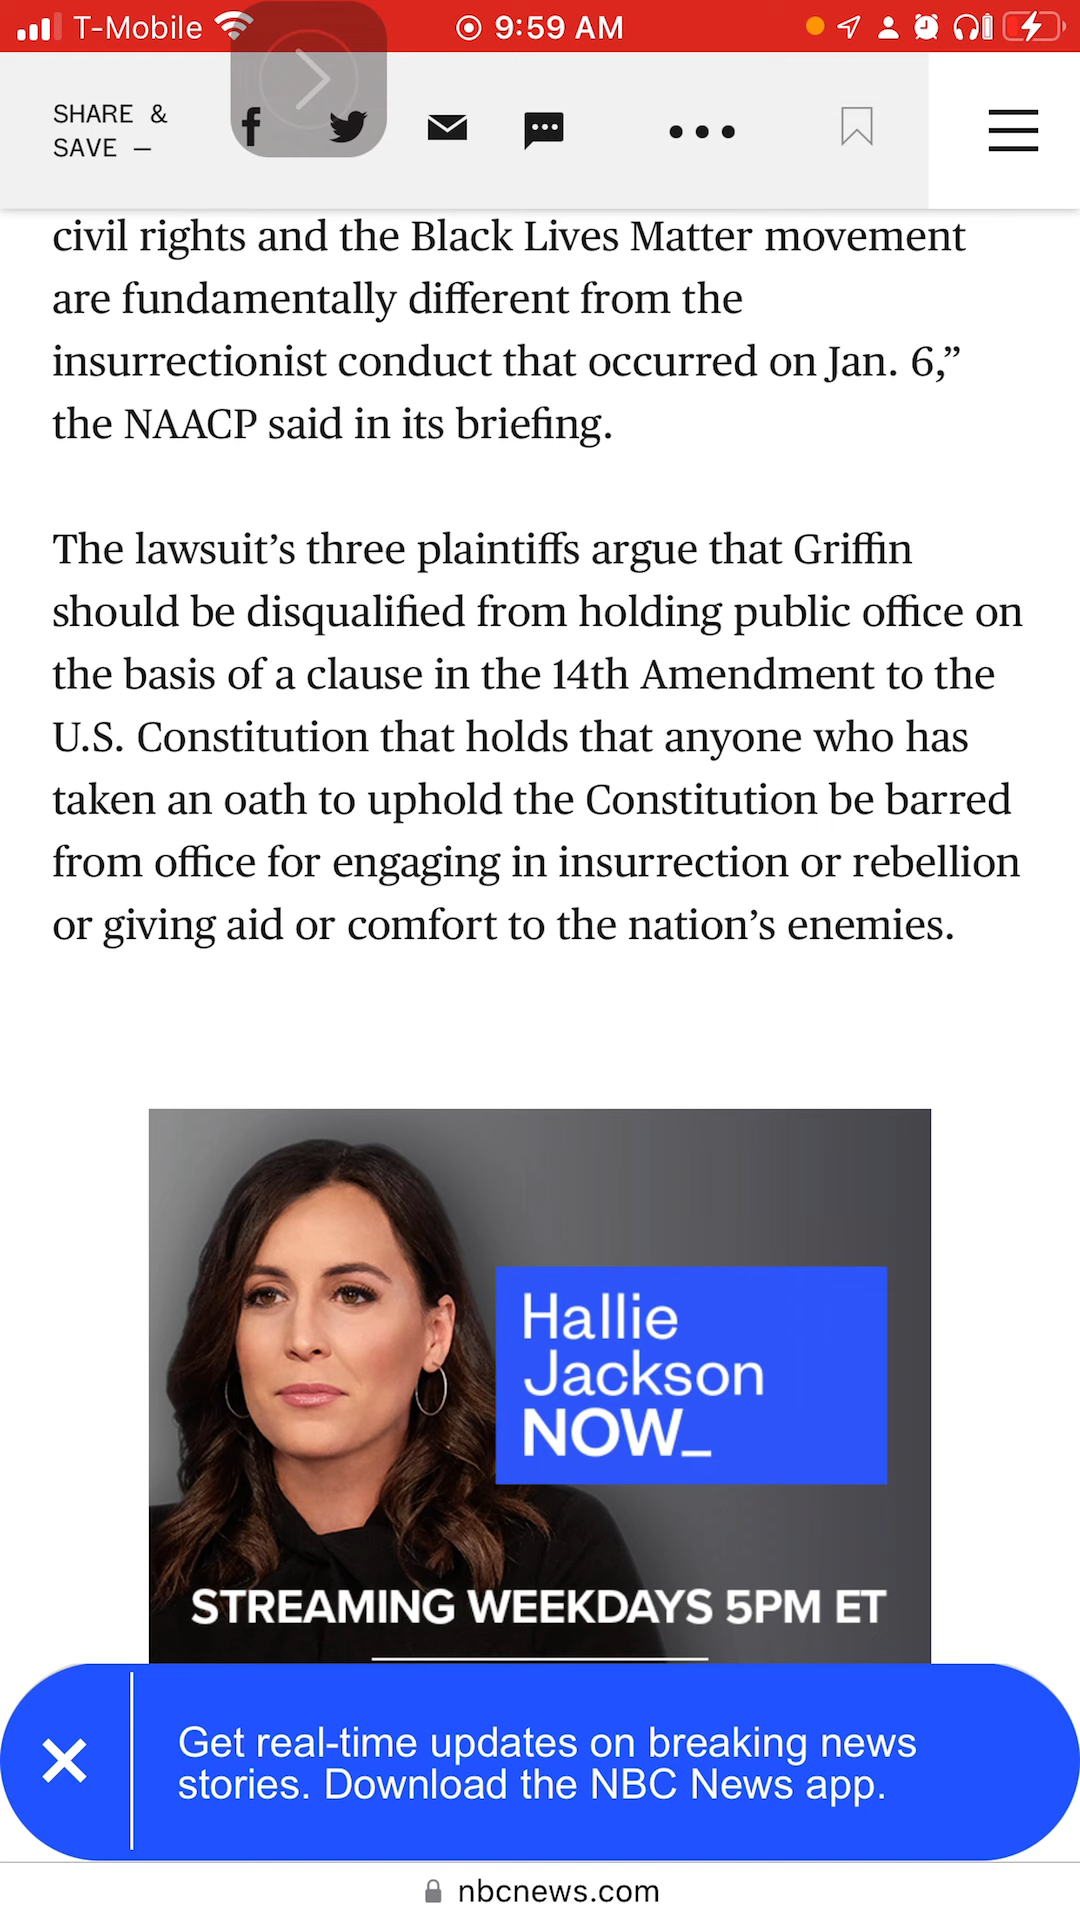 T-Mobile 9:59 AM
SHARE &
SAVE —
civil rights and the Black Lives Matter movement
are fundamentally different from the
insurrectionist conduct that occurred on Jan. 6,”
the NAACP said in its briefing.
The lawsuit’s three plaintiffs argue that Griffin
should be disqualified from holding public office on
the basis of a clause in the 14th Amendment to the
U.S. Constitution that holds that anyone who has
taken an oath to uphold the Constitution be barred
from office for engaging in insurrection or rebellion
or giving aid or comfort to the nation’s enemies.
Hallie
Jackson
NOW_
STREAMING WEEKDAYS 5PM ET
Get real-time updates on breaking news
stories. Download the NBC News app.
nbcnews.com